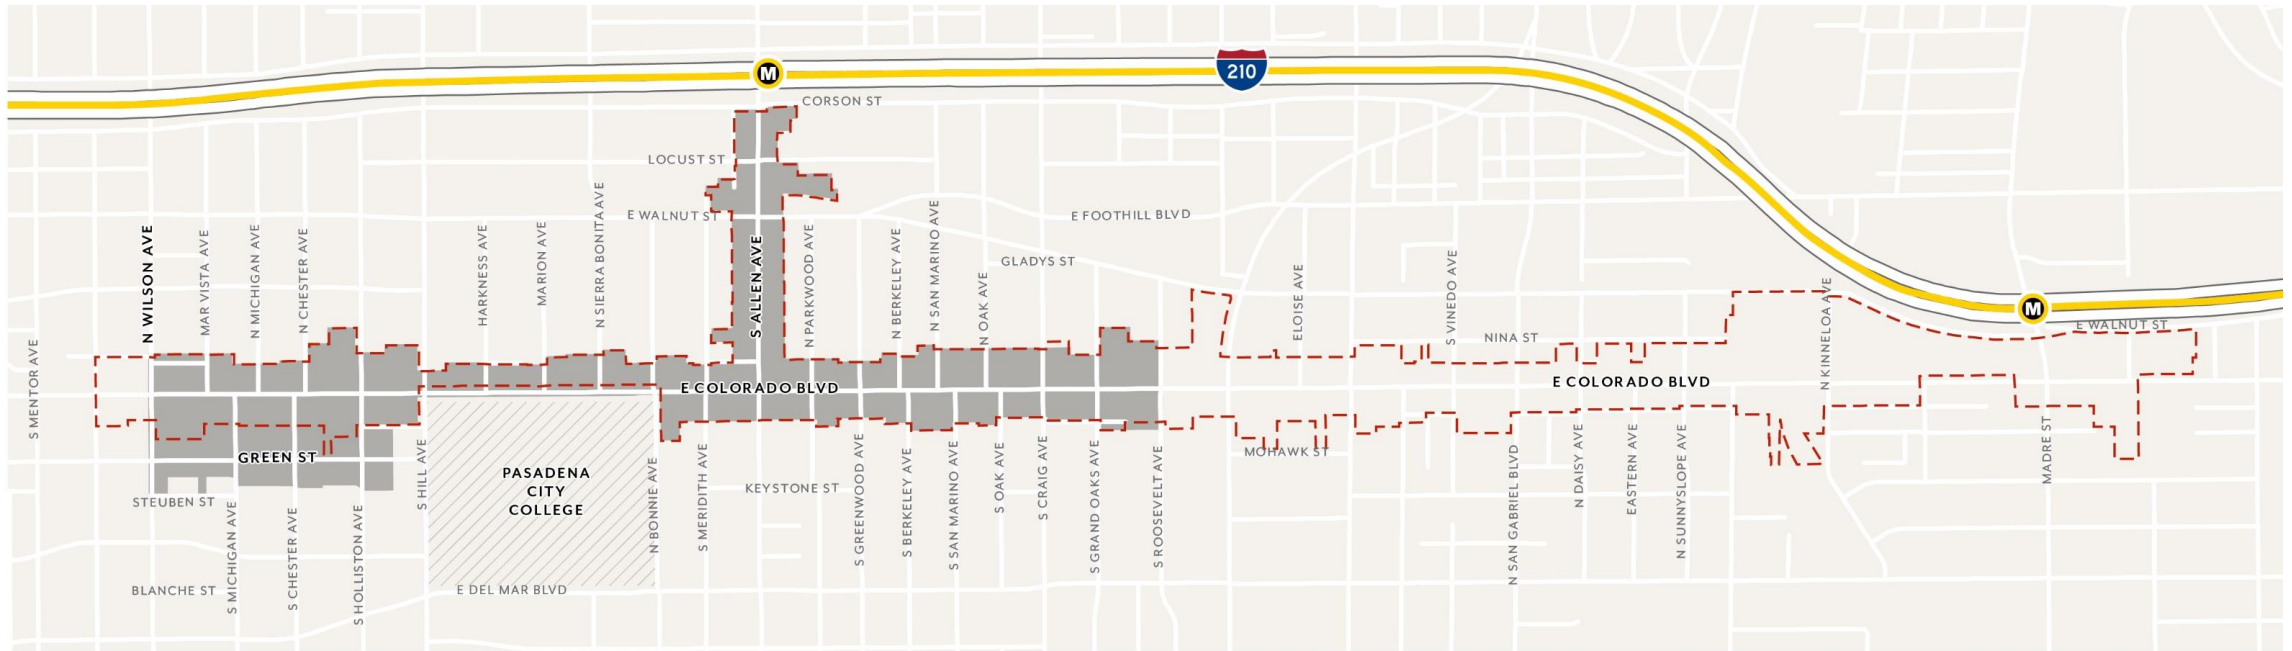 M
210
CORSON ST
LOCUST ST
E WALNUT ST
E FOOTHILL BLVD
N WILSON AVE
MAR VISTA AVE
N MICHIGAN AVE
N CHESTER AVE
HARKNESS AVE
MARION AVE
N SIERRA BONITA AVE
S ALLEN AVE
N PARKWOOD AVE
N BERKELEY AVE
N SAN MARINO AVE
N OAK AVE
GLADYS ST
ELOISE AVE
S VINEDO AVE
NINA ST
N KINNELOA AVE
M
E WALNUT ST
S MENTOR AVE
E COLORADO BLVD
E COLORADO BLVD
GREEN ST
STEUBEN ST
BLANCHE ST
S MICHIGAN AVE
S CHESTER AVE
S HOLLISTON AVE
S HILL AVE
PASADENA
CITY
COLLEGE
E DEL MAR BLVD
N BONNIE AVE
S MERIDITH AVE
KEYSTONE ST
S GREENWOOD AVE
S BERKELEY AVE
S SAN MARINO AVE
S OAK AVE
S CRAIG AVE
S GRAND OAKS AVE
S ROOSEVELT AVE
MOHAWK ST
N SAN GABRIEL BLVD
N DAISY AVE
EASTERN AVE
N SUNNYSLOPE AVE
MADRE ST